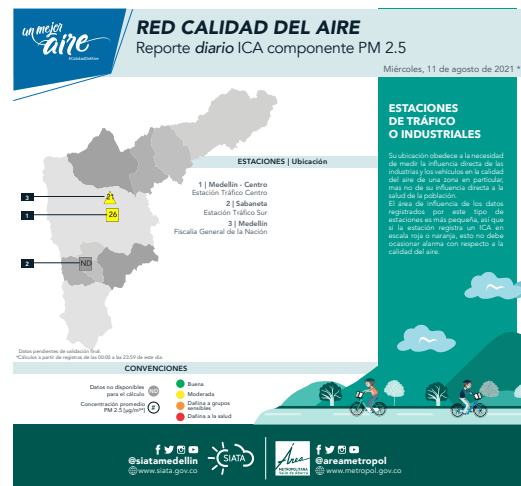 un mejor
aire
#CalidadDelAire
RED CALIDAD DEL AIRE
Reporte diario ICA componente PM 2.5
Miércoles, 11 de agosto de 2021 *
ESTACIONES
DE TRÁFICO
O INDUSTRIALES
Su ubicación obedece a la necesidad
de medir la influencia directa de las
industrias y los vehículos en la calidad
del aire de una zona en particular,
mas no de su influencia directa a la
salud de la población.
El área de influencia de los datos
registrados por este tipo de
estaciones es más pequeña, así que
si la estación registra un ICA en
escala roja o naranja, esto no debe
ocasionar alarma con respecto a la
calidad del aire.
ESTACIONES | Ubicación
1 | Medellín - Centro
Estación Tráfico Centro
2 | Sabaneta
Estación Tráfico Sur
3 | Medellín
Fiscalía General de la Nación
3
21
1
26
2
ND
Datos pendientes de validación final.
*Cálculos a partir de registros de las 00:00 a las 23:59 de este día.
CONVENCIONES
Datos no disponibles
para el cálculo
ND
Concentración promedio
PM 2.5 [µg/m³]
#
Buena
Moderada
Dañina a grupos
sensibles
Dañina a la salud
@siatamedellin
www.siata.gov.co
SIATA
Área
METROPOLITANA
Valle de Aburrá
@areametropol
www.metropol.gov.co